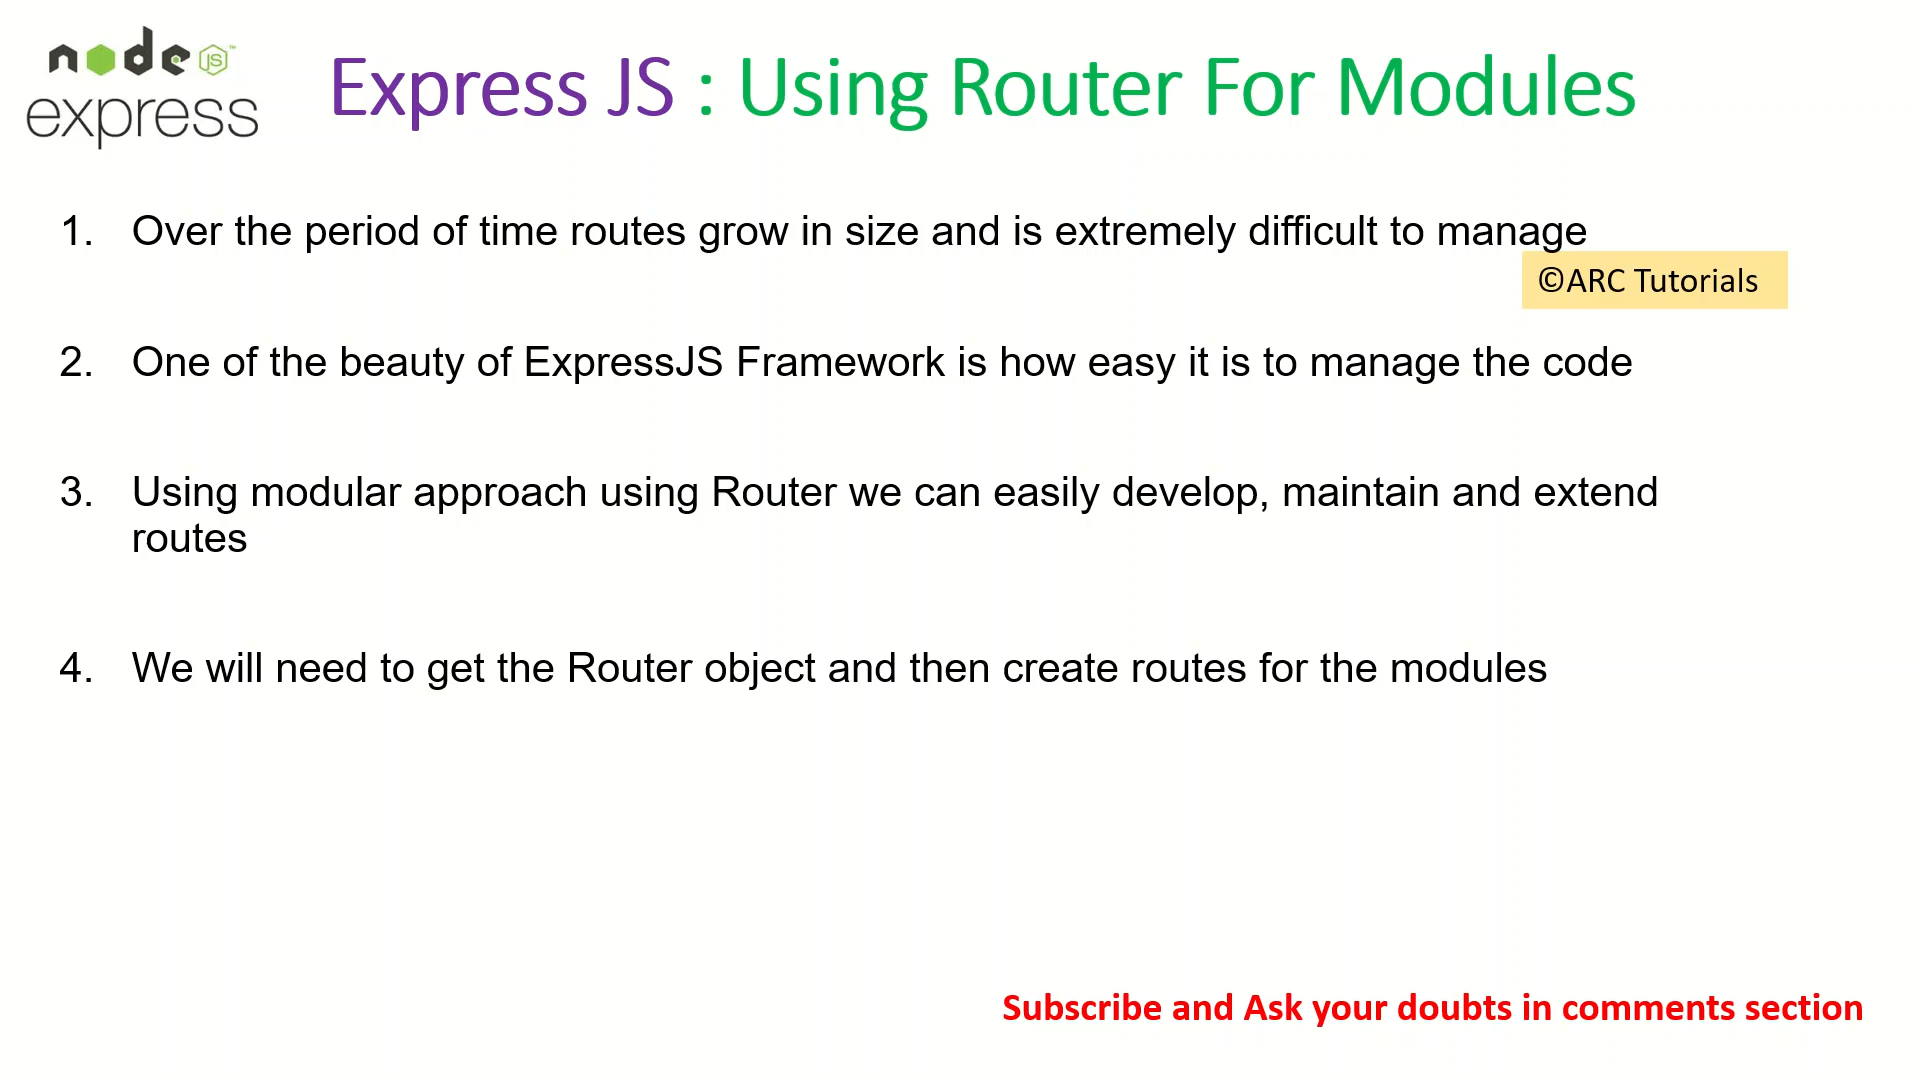 node JS ™
express
Express JS : Using Router For Modules
1. Over the period of time routes grow in size and is extremely difficult to manage
©ARC Tutorials
2. One of the beauty of ExpressJS Framework is how easy it is to manage the code
3. Using modular approach using Router we can easily develop, maintain and extend
routes
4. We will need to get the Router object and then create routes for the modules
Subscribe and Ask your doubts in comments section